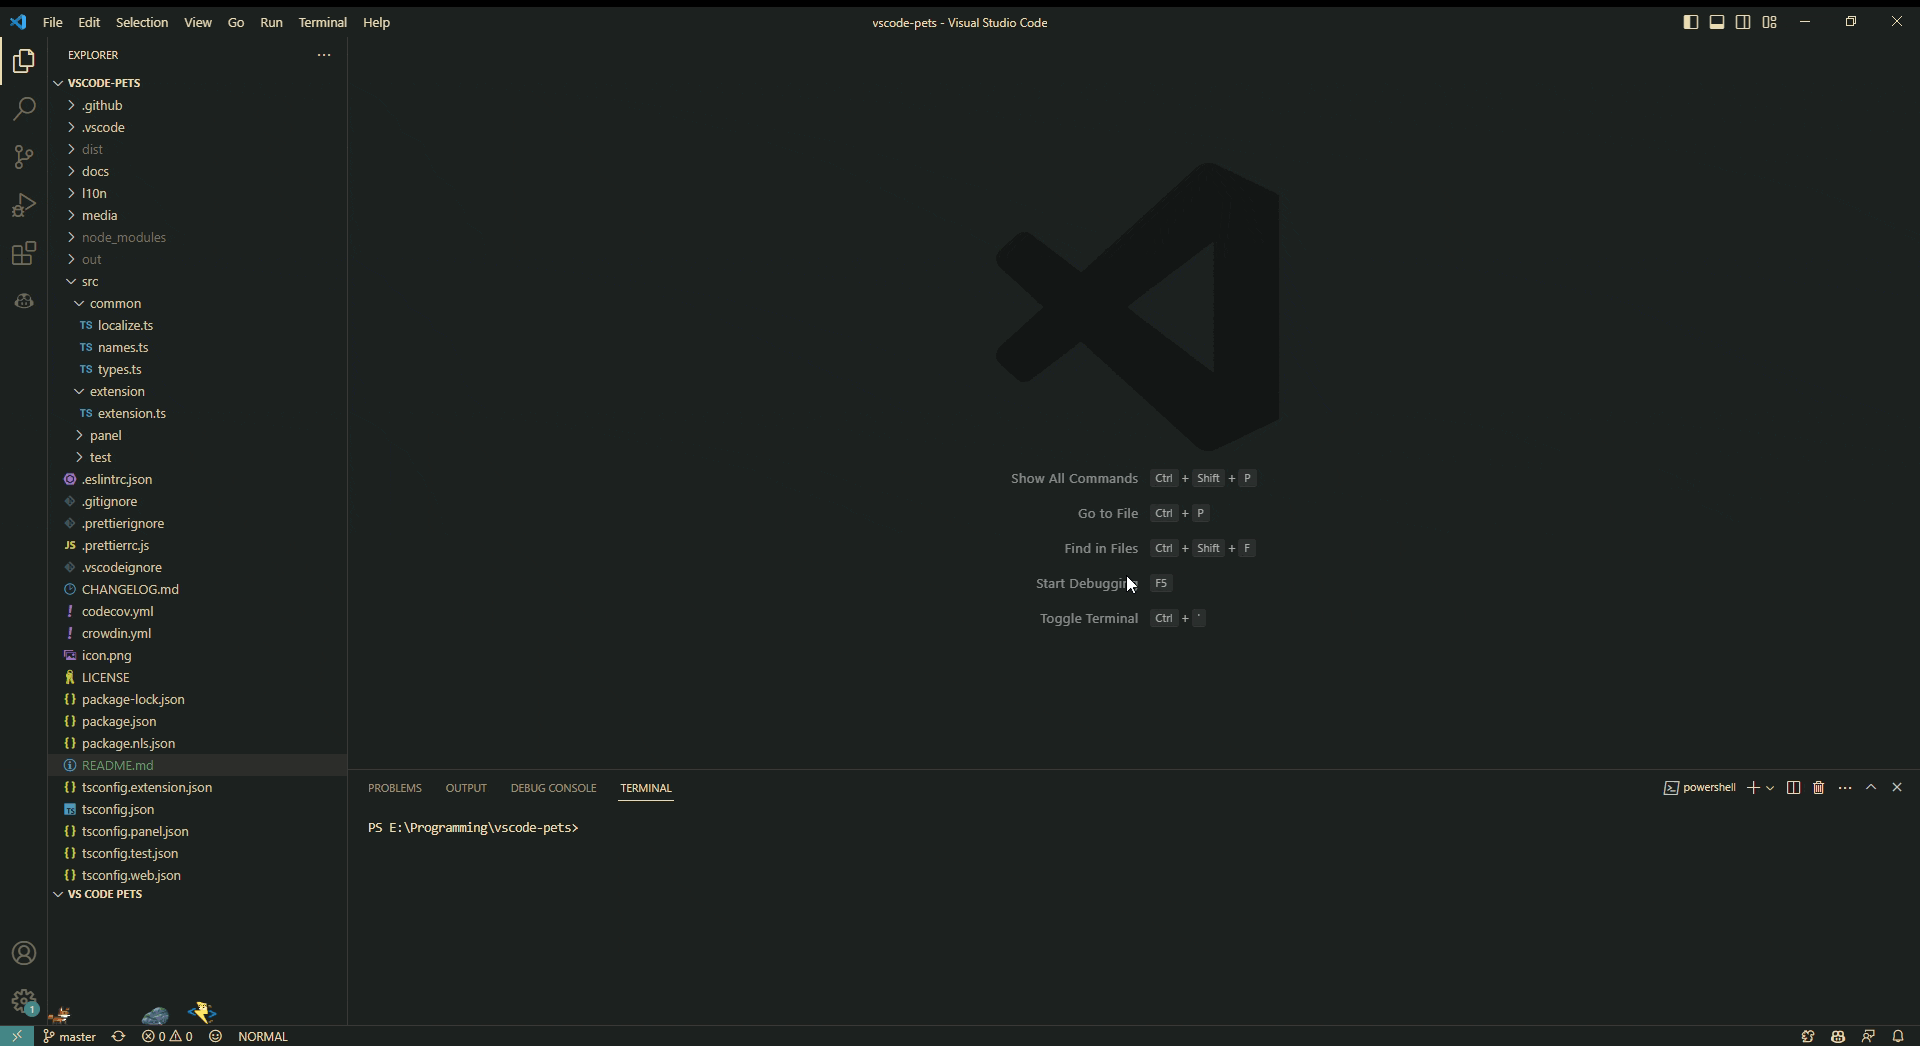 File Edit Selection View Go Run Terminal Help
vscode-pets - Visual Studio Code
EXPLORER
VSCODE-PETS
.github
.vscode
dist
docs
l10n
media
node_modules
out
src
common
TS localize.ts
TS names.ts
TS types.ts
extension
TS extension.ts
panel
test
.eslintrc.json
.gitignore
.prettierignore
JS .prettierrc.js
.vscodeignore
CHANGELOG.md
! codecov.yml
! crowdin.yml
icon.png
LICENSE
{} package-lock.json
{} package.json
{} package.nls.json
README.md
{} tsconfig.extension.json
TS tsconfig.json
{} tsconfig.panel.json
{} tsconfig.test.json
{} tsconfig.web.json
VS CODE PETS
Show All Commands Ctrl + Shift + P
Go to File Ctrl + P
Find in Files Ctrl + Shift + F
Start Debugging F5
Toggle Terminal Ctrl + `
PROBLEMS OUTPUT DEBUG CONSOLE TERMINAL
powershell
PS E:\Programming\vscode-pets>
1
master 0 0 NORMAL